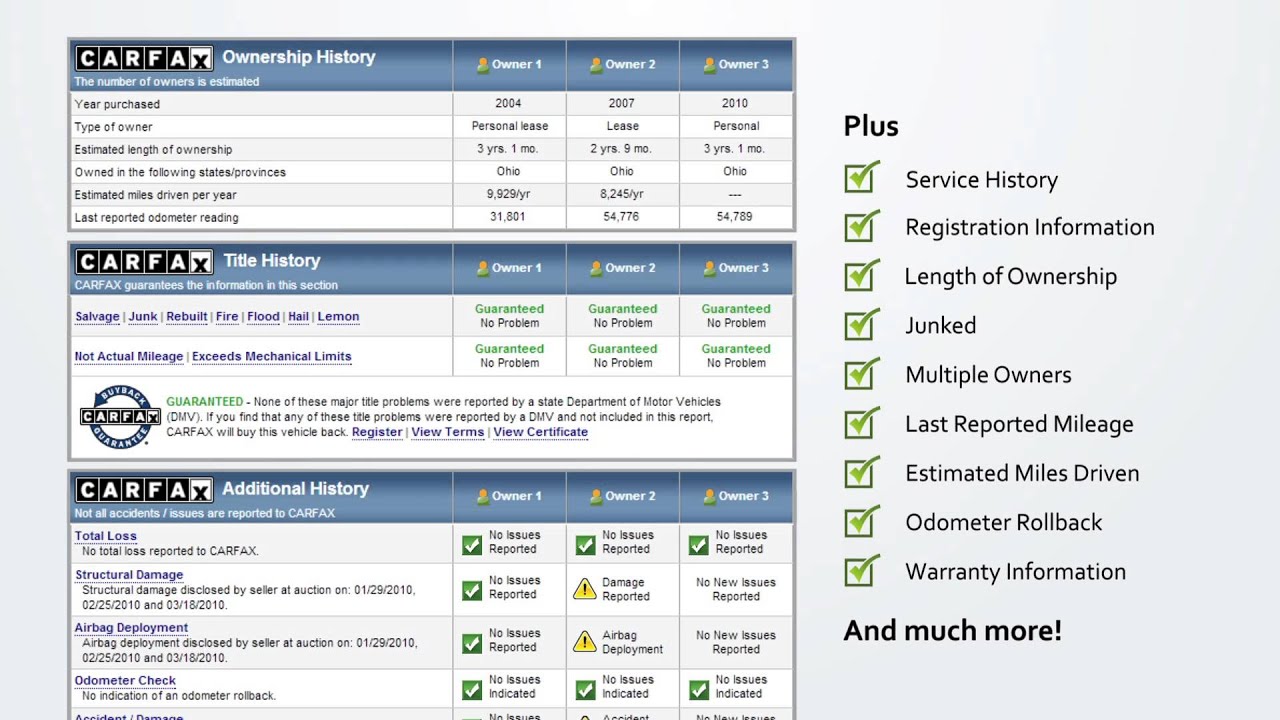 CARFAX Ownership History
The number of owners is estimated
Owner 1 Owner 2 Owner 3
Year purchased 2004 2007 2010
Type of owner Personal lease Lease Personal
Estimated length of ownership 3 yrs. 1 mo. 2 yrs. 9 mo. 3 yrs. 1 mo.
Owned in the following states/provinces Ohio Ohio Ohio
Estimated miles driven per year 9,929/yr 8,245/yr ---
Last reported odometer reading 31,801 54,776 54,789
CARFAX Title History
CARFAX guarantees the information in this section
Owner 1 Owner 2 Owner 3
Salvage | Junk | Rebuilt | Fire | Flood | Hail | Lemon
Guaranteed Guaranteed Guaranteed
No Problem No Problem No Problem
Not Actual Mileage | Exceeds Mechanical Limits
Guaranteed Guaranteed Guaranteed
No Problem No Problem No Problem
BUYBACK
CARFAX
GUARANTEE
GUARANTEED - None of these major title problems were reported by a state Department of Motor Vehicles
(DMV). If you find that any of these title problems were reported by a DMV and not included in this report,
CARFAX will buy this vehicle back. Register | View Terms | View Certificate
CARFAX Additional History
Not all accidents / issues are reported to CARFAX
Owner 1 Owner 2 Owner 3
Total Loss
No total loss reported to CARFAX.
No Issues No Issues No Issues
Reported Reported Reported
Structural Damage
Structural damage disclosed by seller at auction on: 01/29/2010,
02/25/2010 and 03/18/2010.
No Issues Damage No New Issues
Reported Reported Reported
Airbag Deployment
Airbag deployment disclosed by seller at auction on: 01/29/2010,
02/25/2010 and 03/18/2010.
No Issues Airbag No New Issues
Reported Deployment Reported
Odometer Check
No indication of an odometer rollback.
No Issues No Issues No Issues
Indicated Indicated Indicated
Accident / Damage
No Issues Accident No New Issues
Plus
Service History
Registration Information
Length of Ownership
Junked
Multiple Owners
Last Reported Mileage
Estimated Miles Driven
Odometer Rollback
Warranty Information
And much more!